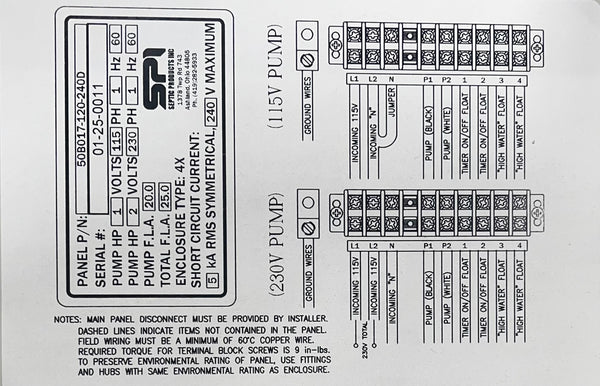 PANEL P/N: 50B017-120-240D
SERIAL #: 01-25-0011
PUMP HP 1 VOLTS 115 PH 1 Hz 60
PUMP HP 2 VOLTS 230 PH 1 Hz 60
PUMP F.L.A. 20.0
TOTAL F.L.A. 25.0
ENCLOSURE TYPE: 4X
SHORT CIRCUIT CURRENT:
5 kA RMS SYMMETRICAL, 240 V MAXIMUM
SPI
SEPTIC PRODUCTS INC
1378 Twp Rd 743
Ashland, Ohio 44805
Ph. (419)282-5933
(115V PUMP)
GROUND WIRES
L1 L2 N P1 P2 1 2 3 4
INCOMING 115V
INCOMING "N"
JUMPER
PUMP (BLACK)
PUMP (WHITE)
TIMER ON/OFF FLOAT
TIMER ON/OFF FLOAT
"HIGH WATER" FLOAT
"HIGH WATER" FLOAT
(230V PUMP)
GROUND WIRES
L1 L2 N P1 P2 1 2 3 4
INCOMING 115V
INCOMING 115V
230V TOTAL
INCOMING "N"
PUMP (BLACK)
PUMP (WHITE)
TIMER ON/OFF FLOAT
TIMER ON/OFF FLOAT
"HIGH WATER" FLOAT
"HIGH WATER" FLOAT
NOTES: MAIN PANEL DISCONNECT MUST BE PROVIDED BY INSTALLER.
DASHED LINES INDICATE ITEMS NOT CONTAINED IN THE PANEL.
FIELD WIRING MUST BE A MINIMUM OF 60°C COPPER WIRE.
REQUIRED TORQUE FOR TERMINAL BLOCK SCREWS IS 9 in-lbs.
TO PRESERVE ENVIRONMENTAL RATING OF PANEL, USE FITTINGS
AND HUBS WITH SAME ENVIRONMENTAL RATING AS ENCLOSURE.